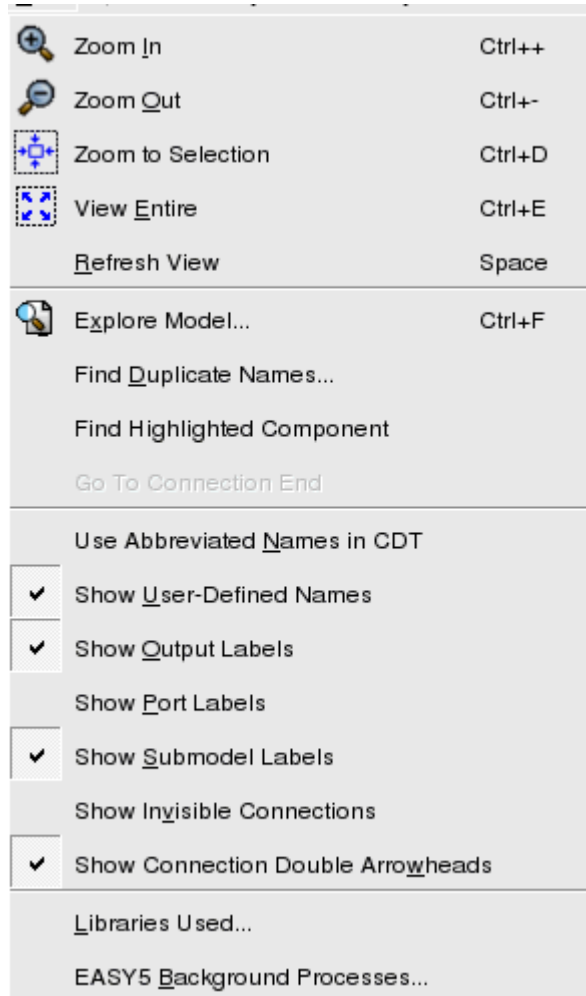 Zoom In Ctrl++
Zoom Out Ctrl+-
Zoom to Selection Ctrl+D
View Entire Ctrl+E
Refresh View Space
Explore Model... Ctrl+F
Find Duplicate Names...
Find Highlighted Component
Go To Connection End
Use Abbreviated Names in CDT
Show User-Defined Names
Show Output Labels
Show Port Labels
Show Submodel Labels
Show Invisible Connections
Show Connection Double Arrowheads
Libraries Used...
EASY5 Background Processes...